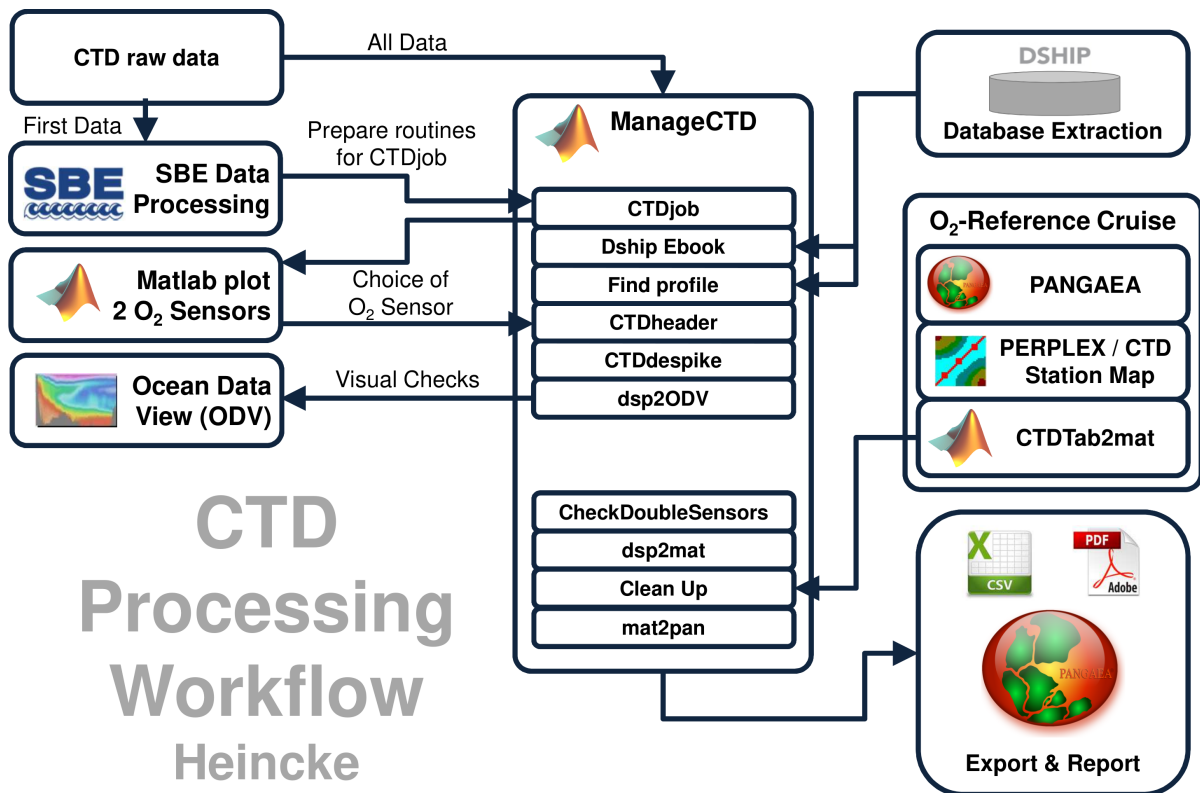 CTD raw data
All Data
First Data
SBE
SBE Data
Processing
Prepare routines
for CTDjob
Matlab plot
2 O₂ Sensors
Choice of
O₂ Sensor
Ocean Data
View (ODV)
Visual Checks
ManageCTD
CTDjob
Dship Ebook
Find profile
CTDheader
CTDdespike
dsp2ODV
CheckDoubleSensors
dsp2mat
Clean Up
mat2pan
DSHIP
Database Extraction
O₂-Reference Cruise
PANGAEA
PANGAEA
PERPLEX / CTD
Station Map
CTDTab2mat
X
CSV
PDF
Adobe
PANGAEA
Export & Report
CTD
Processing
Workflow
Heincke